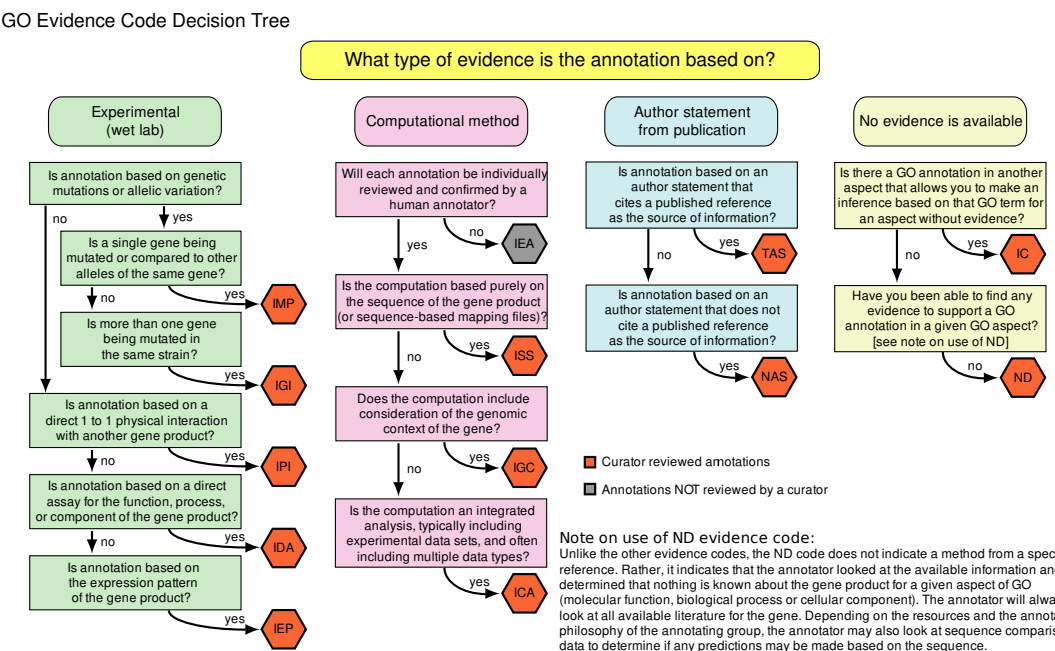 GO Evidence Code Decision Tree
What type of evidence is the annotation based on?
Experimental
(wet lab)
Is annotation based on genetic
mutations or allelic variation?
no
yes
Is a single gene being
mutated or compared to other
alleles of the same gene?
no
yes
IMP
Is more than one gene
being mutated in
the same strain?
yes
IGI
Is annotation based on a
direct 1 to 1 physical interaction
with another gene product?
no
yes
IPI
Is annotation based on a direct
assay for the function, process,
or component of the gene product?
no
yes
IDA
Is annotation based on
the expression pattern
of the gene product?
yes
IEP
Computational method
Will each annotation be individually
reviewed and confirmed by a
human annotator?
yes
no
IEA
Is the computation based purely on
the sequence of the gene product
(or sequence-based mapping files)?
no
yes
ISS
Does the computation include
consideration of the genomic
context of the gene?
no
yes
IGC
Is the computation an integrated
analysis, typically including
experimental data sets, and often
including multiple data types?
yes
ICA
Author statement
from publication
Is annotation based on an
author statement that
cites a published reference
as the source of information?
no
yes
TAS
Is annotation based on an
author statement that does not
cite a published reference
as the source of information?
yes
NAS
No evidence is available
Is there a GO annotation in another
aspect that allows you to make an
inference based on that GO term for
an aspect without evidence?
no
yes
IC
Have you been able to find any
evidence to support a GO
annotation in a given GO aspect?
[see note on use of ND]
no
ND
Curator reviewed
Annotations NOT reviewed by a curator
Note on use of ND evidence code:
Unlike the other evidence codes, the ND code does not indicate a method from a
reference. Rather, it indicates that the annotator looked at the available information
determined that nothing is known about the gene product for a given aspect of GO
(molecular function, biological process or cellular component). The annotator will
look at all available literature for the gene. Depending on the resources and the
philosophy of the annotating group, the annotator may also look at sequence
data to determine if any predictions may be made based on the sequence.